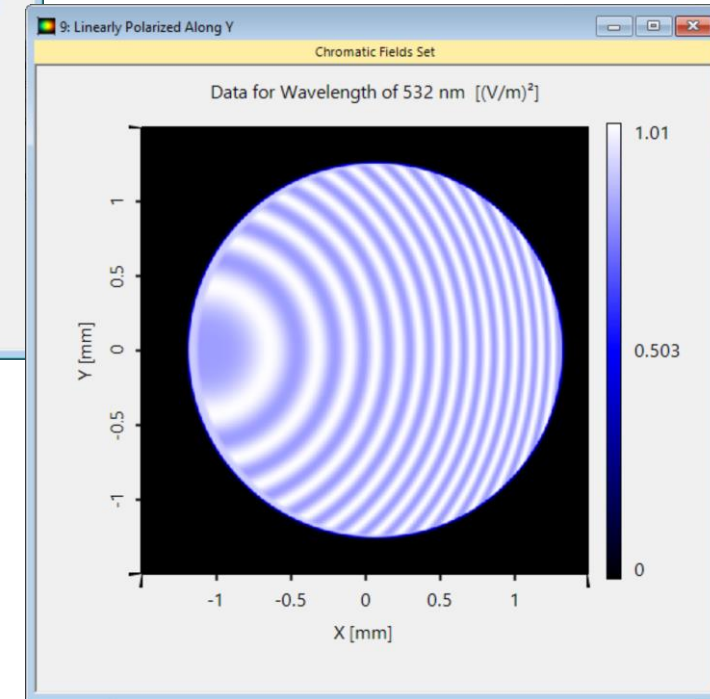 9: Linearly Polarized Along Y
Chromatic Fields Set
Data for Wavelength of 532 nm [(V/m)²]
1.01
0.503
0
Y [mm]
1
0.5
0
-0.5
-1
-1 -0.5 0 0.5 1
X [mm]